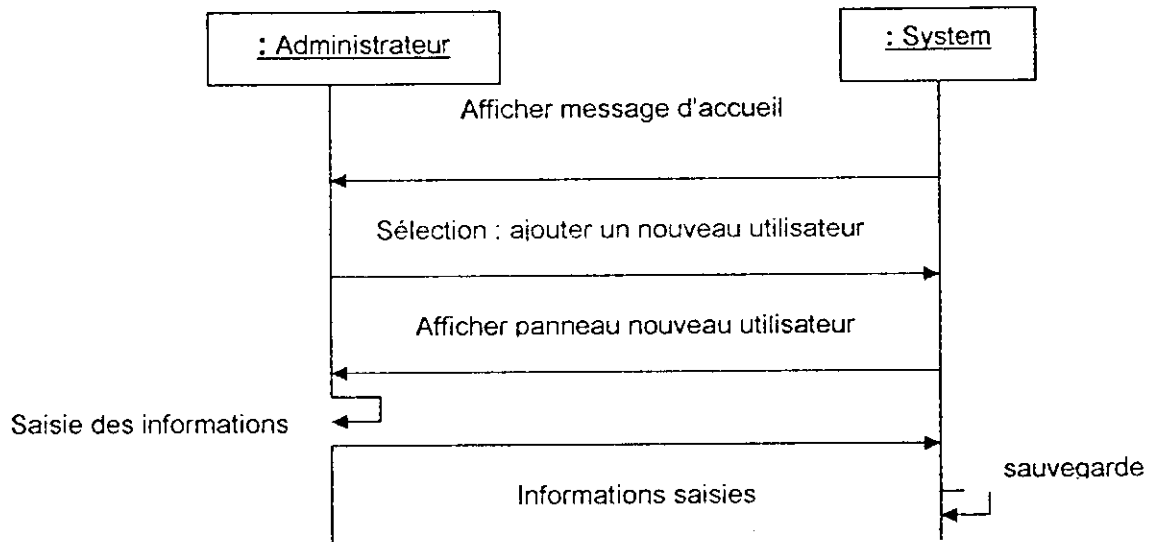 : Administrateur
: System
Afficher message d'accueil
Sélection : ajouter un nouveau utilisateur
Afficher panneau nouveau utilisateur
Saisie des informations
sauvegarde
Informations saisies